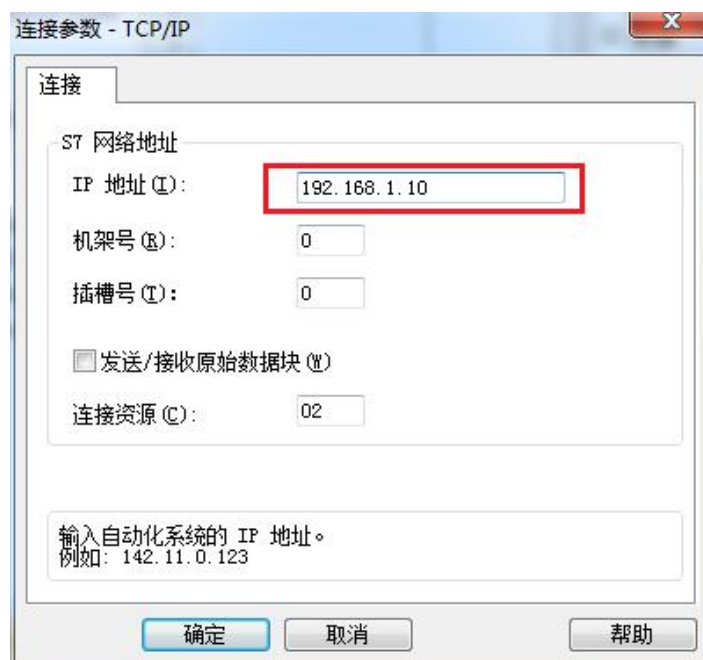 连接参数 - TCP/IP
连接
S7 网络地址
IP 地址(I):
192.168.1.10
机架号(R):
0
插槽号(T):
0
发送/接收原始数据块(W)
连接资源(C):
02
输入自动化系统的 IP 地址。
例如: 142.11.0.123
确定
取消
帮助